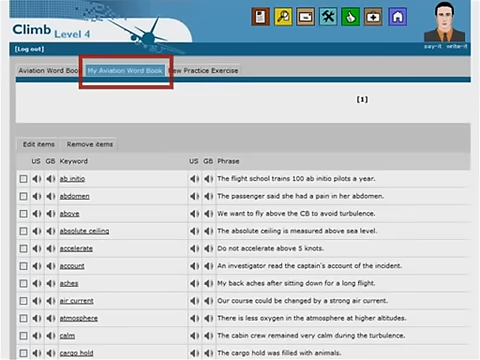 Climb Level 4
[Log out]
say-it write-it
Aviation Word Book My Aviation Word Book New Practice Exercise
[1]
Edit items Remove items
US GB Keyword US GB Phrase
ab initio The flight school trains 100 ab initio pilots a year.
abdomen The passenger said she had a pain in her abdomen.
above We want to fly above the CB to avoid turbulence.
absolute ceiling The absolute ceiling is measured above sea level.
accelerate Do not accelerate above 5 knots.
account An investigator read the captain's account of the incident.
aches My back aches after sitting down for a long flight.
air current Our course could be changed by a strong air current.
atmosphere There is less oxygen in the atmosphere at higher altitudes.
calm The cabin crew remained very calm during the turbulence.
cargo hold The cargo hold was filled with animals.